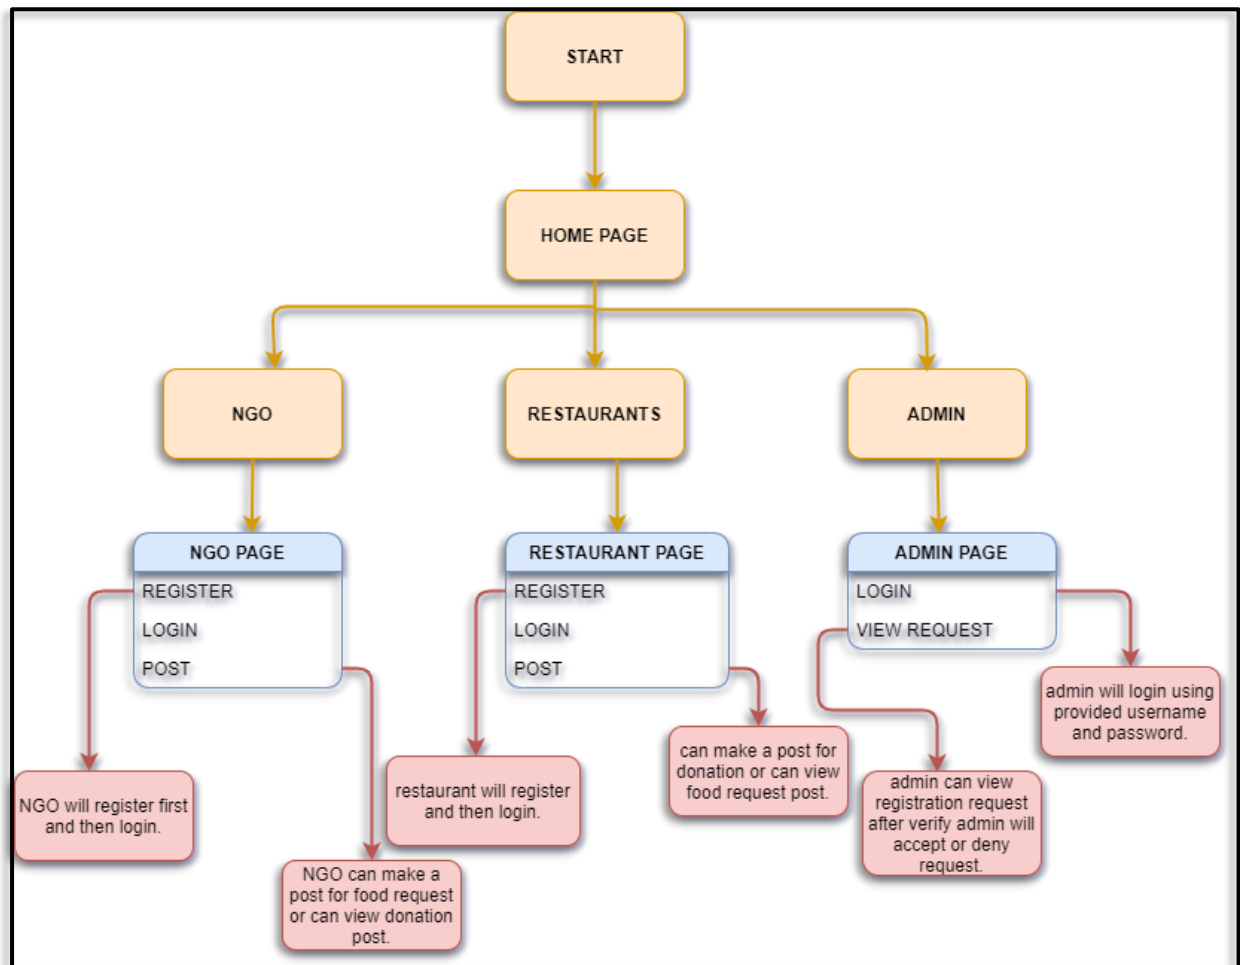 START
HOME PAGE
NGO
RESTAURANTS
ADMIN
NGO PAGE
REGISTER
LOGIN
POST
RESTAURANT PAGE
REGISTER
LOGIN
POST
ADMIN PAGE
LOGIN
VIEW REQUEST
NGO will register first
and then login.
NGO can make a
post for food request
or can view donation
post.
restaurant will register
and then login.
can make a post for
donation or can view
food request post.
admin can view
registration request
after verify admin will
accept or deny
request.
admin will login using
provided username
and password.